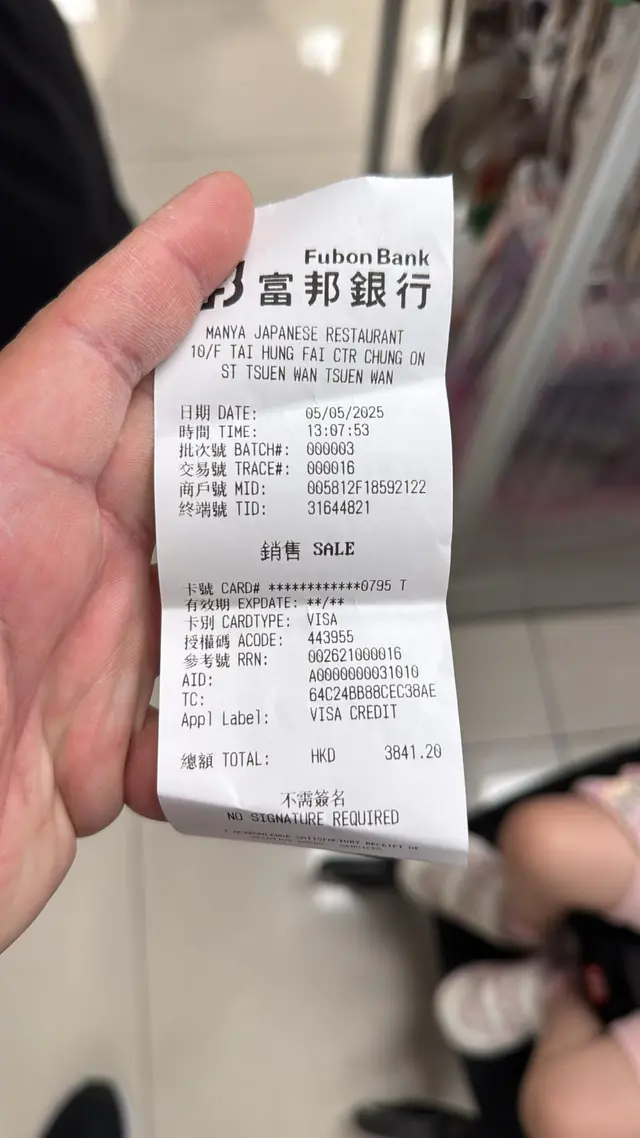 Fubon Bank
富邦銀行
MANYA JAPANESE RESTAURANT
10/F TAI HUNG FAI CTR CHUNG ON
ST TSUEN WAN TSUEN WAN
日期 DATE: 05/05/2025
時間 TIME: 13:07:53
批次號 BATCH#: 000003
交易號 TRACE#: 000016
商戶號 MID: 005812F18592122
終端號 TID: 31644821
銷售 SALE
卡號 CARD# ************0795 T
有效期 EXPDATE: **/**
卡別 CARDTYPE: VISA
授權碼 ACODE: 443955
參考號 RRN: 002621000016
AID: A0000000031010
TC: 64C24BB88CEC38AE
Appl Label: VISA CREDIT
總額 TOTAL: HKD 3841.20
不需簽名
NO SIGNATURE REQUIRED
I ACKNOWLEDGE SATISFACTORY RECEIPT OF